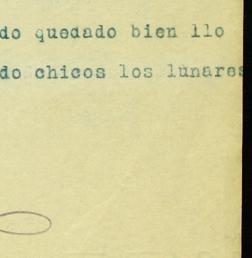 do quedado bien llo
do chicos los lunares